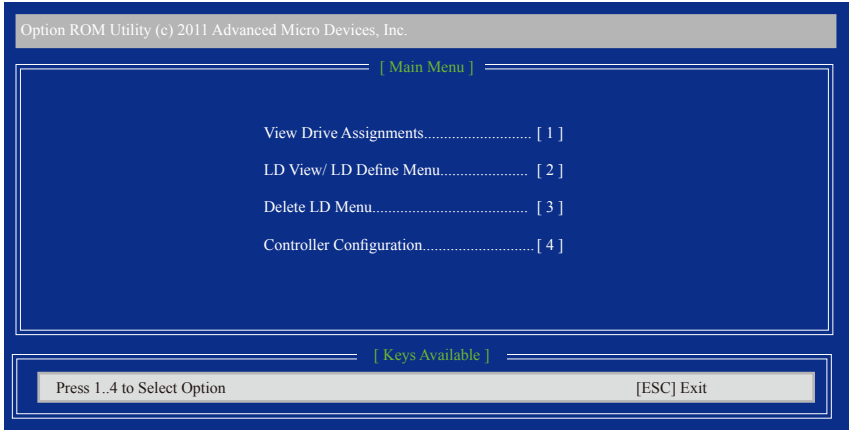 Option ROM Utility (c) 2011 Advanced Micro Devices, Inc.
[ Main Menu ]
View Drive Assignments........................... [ 1 ]
LD View/ LD Define Menu...................... [ 2 ]
Delete LD Menu....................................... [ 3 ]
Controller Configuration............................[ 4 ]
[ Keys Available ]
Press 1..4 to Select Option [ESC] Exit